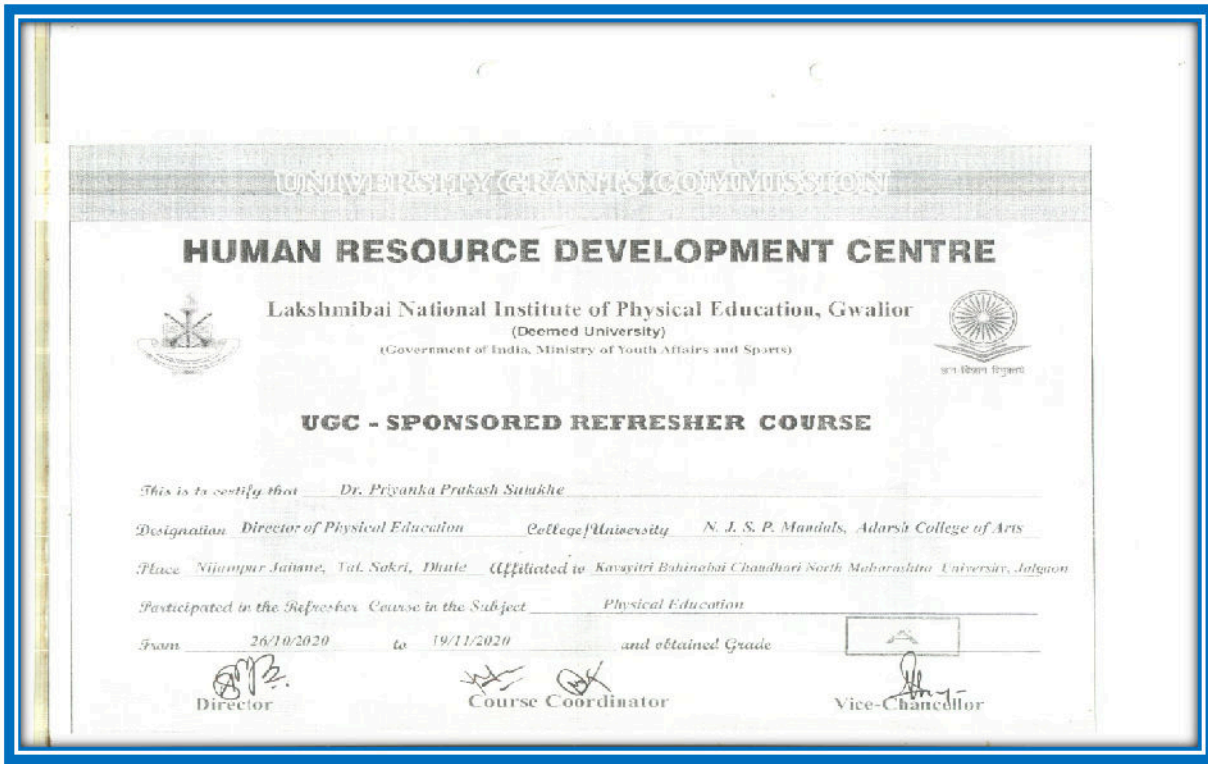 UNIVERSITY GRANTS COMMISSION
HUMAN RESOURCE DEVELOPMENT CENTRE
Lakshmibai National Institute of Physical Education, Gwalior
(Deemed University)
(Government of India, Ministry of Youth Affairs and Sports)
UGC - SPONSORED REFRESHER COURSE
This is to certify that Dr. Priyanka Prakash Sulakhe
Designation Director of Physical Education College/University N. J. S. P. Mandals, Adarsh College of Arts
Place Nijampur Jaitane, Tal. Sakri, Dhule Affiliated to Kavayitri Bahinabai Chaudhari North Maharashtra University, Jalgaon
Participated in the Refresher Course in the Subject Physical Education
From 26/10/2020 to 19/11/2020 and obtained Grade A
Director Course Coordinator Vice-Chancellor